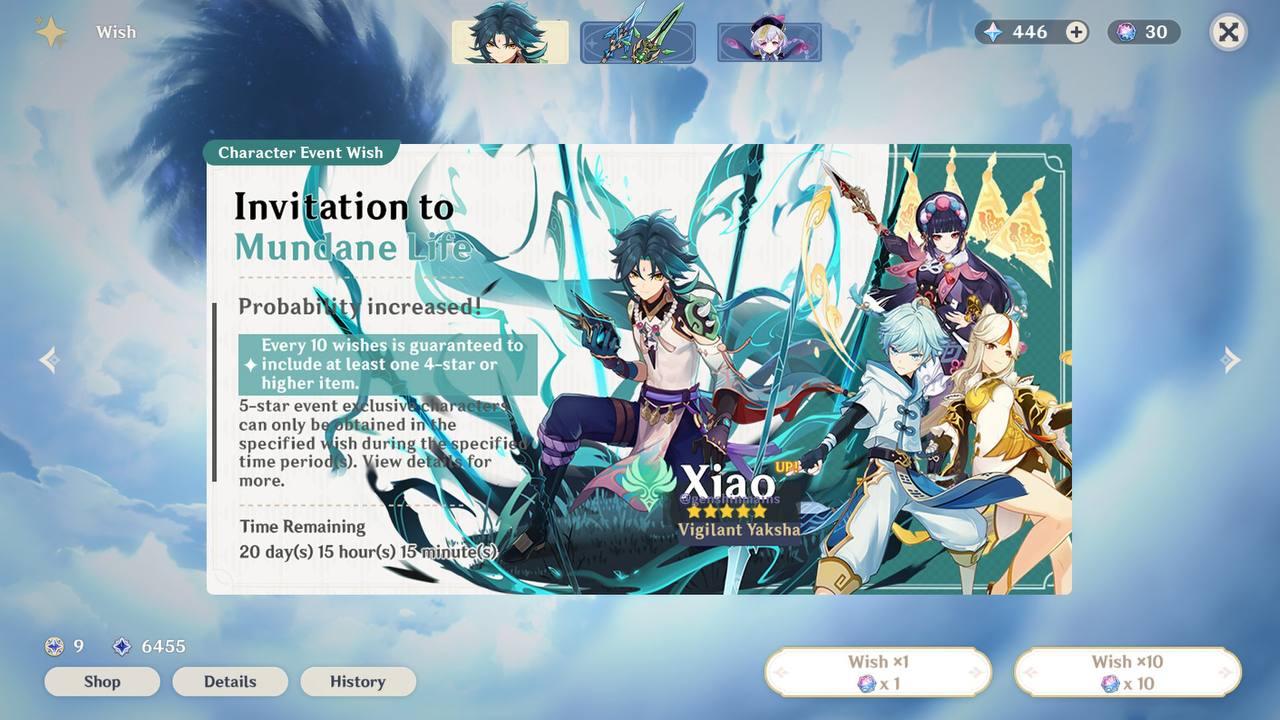 Wish
446
30
Character Event Wish
Invitation to
Mundane Life
Probability increased!
Every 10 wishes is guaranteed to
include at least one 4-star or
higher item.
5-star event exclusive characters
can only be obtained in the
specified wish during the specified
time period(s). View details for
more.
Time Remaining
20 day(s) 15 hour(s) 15 minute(s)
Xiao
UP!
Vigilant Yaksha
9
6455
Shop
Details
History
Wish ×1
x 1
Wish ×10
x 10